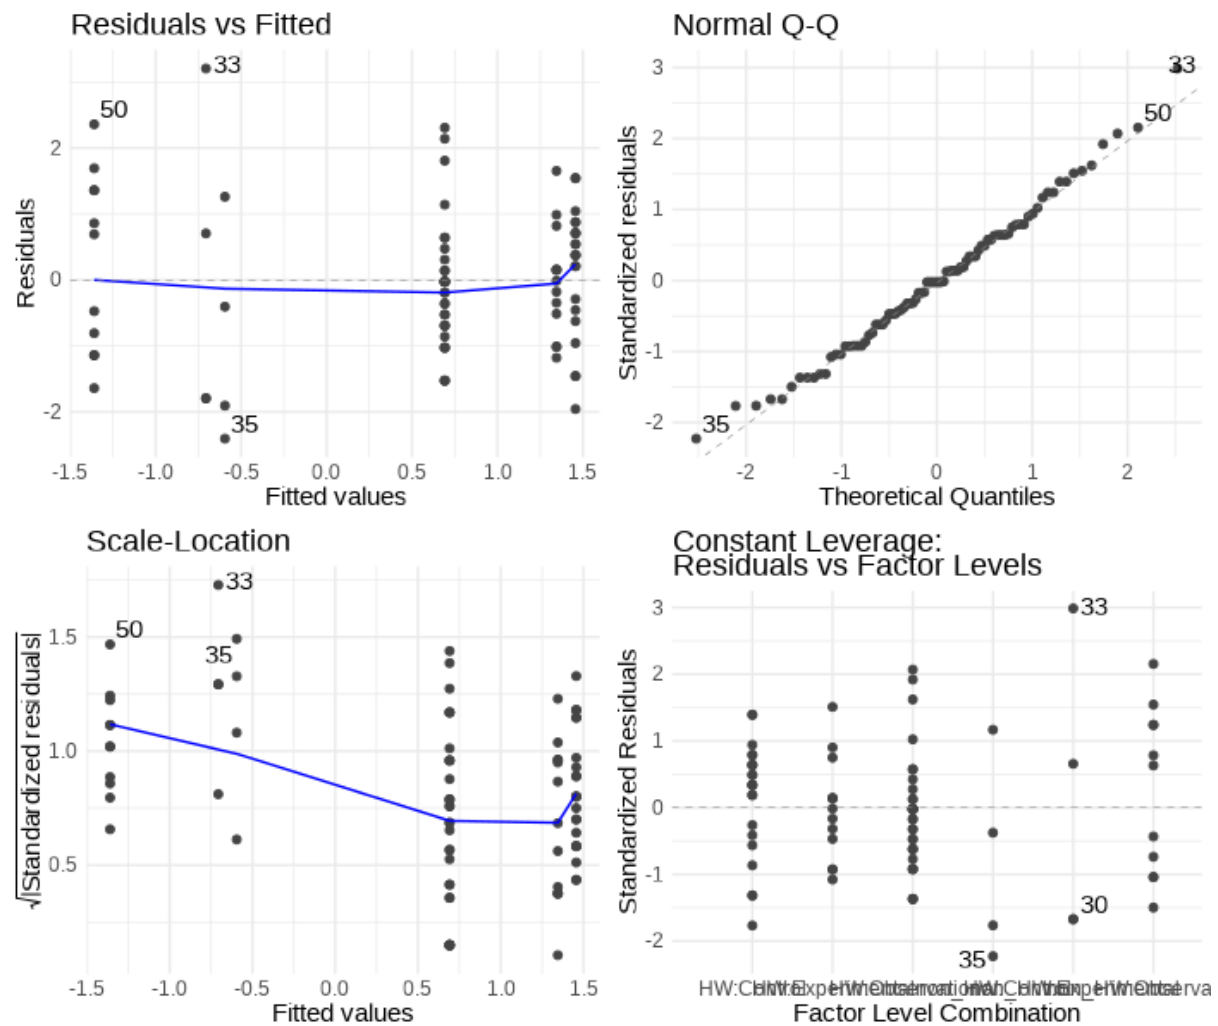 Residuals vs Fitted
33
50
35
2
0
-2
Residuals
-1.5 -1.0 -0.5 0.0 0.5 1.0 1.5
Fitted values
Normal Q-Q
33
50
35
3
2
1
0
-1
-2
Standardized residuals
-2 -1 0 1 2
Theoretical Quantiles
Scale-Location
33
50
35
1.5
1.0
0.5
√|Standardized residuals|
-1.5 -1.0 -0.5 0.0 0.5 1.0 1.5
Fitted values
Constant Leverage:
Residuals vs Factor Levels
33
30
35
3
2
1
0
-1
-2
Standardized Residuals
Factor Level Combination